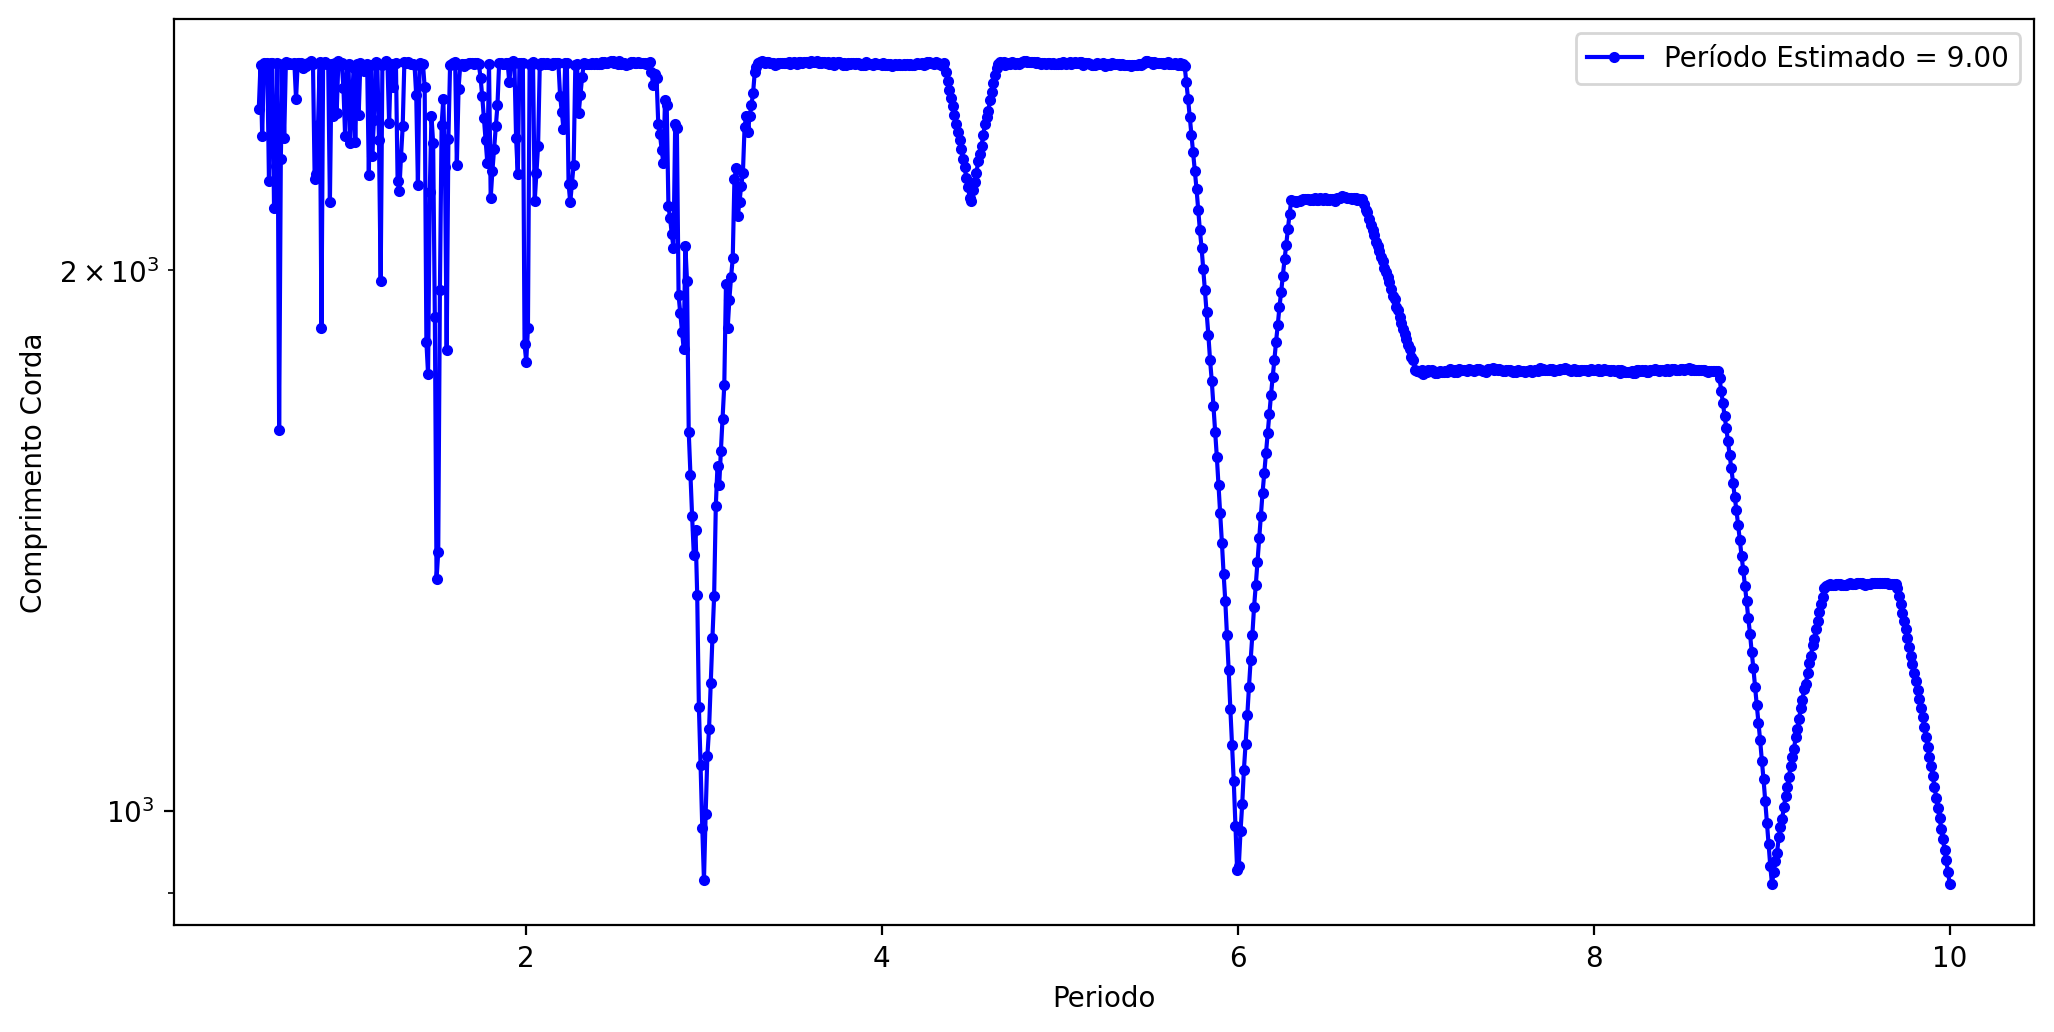 Período Estimado = 9.00
2 × 10³
10³
Comprimento Corda
2
4
6
8
10
Periodo